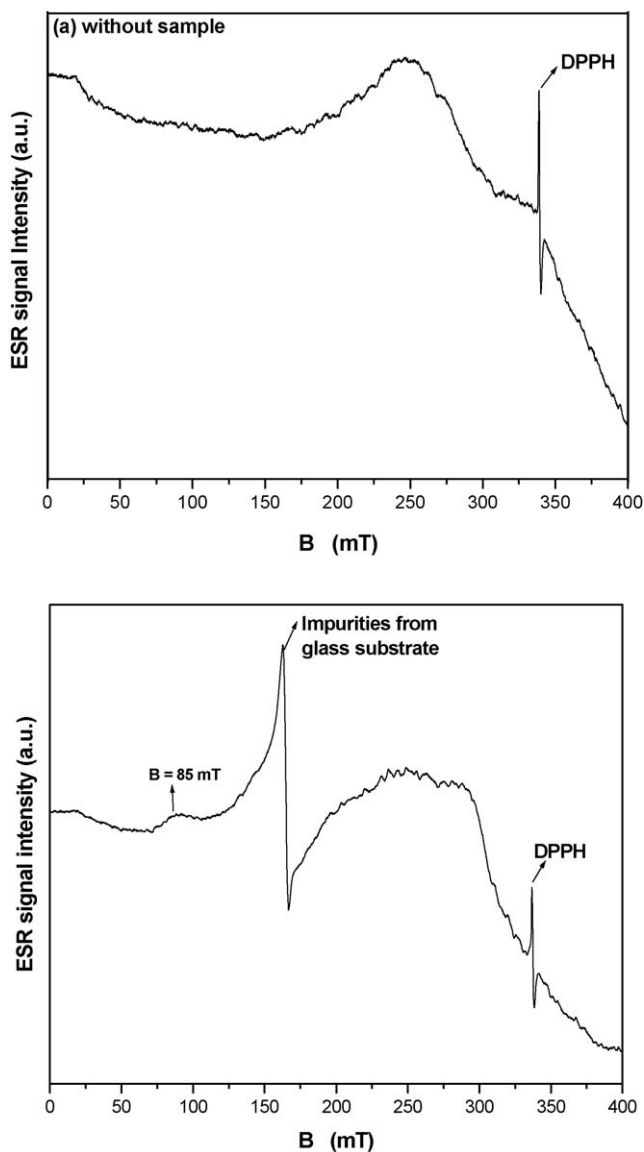 (a) without sample
DPPH
ESR signal Intensity (a.u.)
0 50 100 150 200 250 300 350 400
B (mT)
Impurities from
glass substrate
B = 85 mT
DPPH
ESR signal intensity (a.u.)
0 50 100 150 200 250 300 350 400
B (mT)